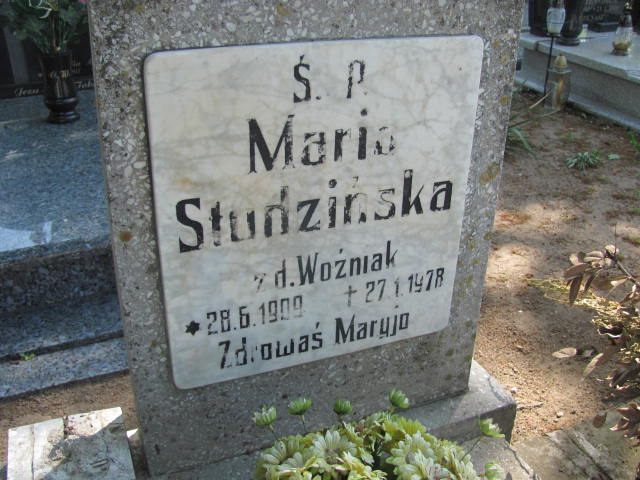 Ś. P.
Maria
Studzińska
z d. Woźniak
* 28.6.1909 + 27.1.1978
Zdrowaś Maryjo